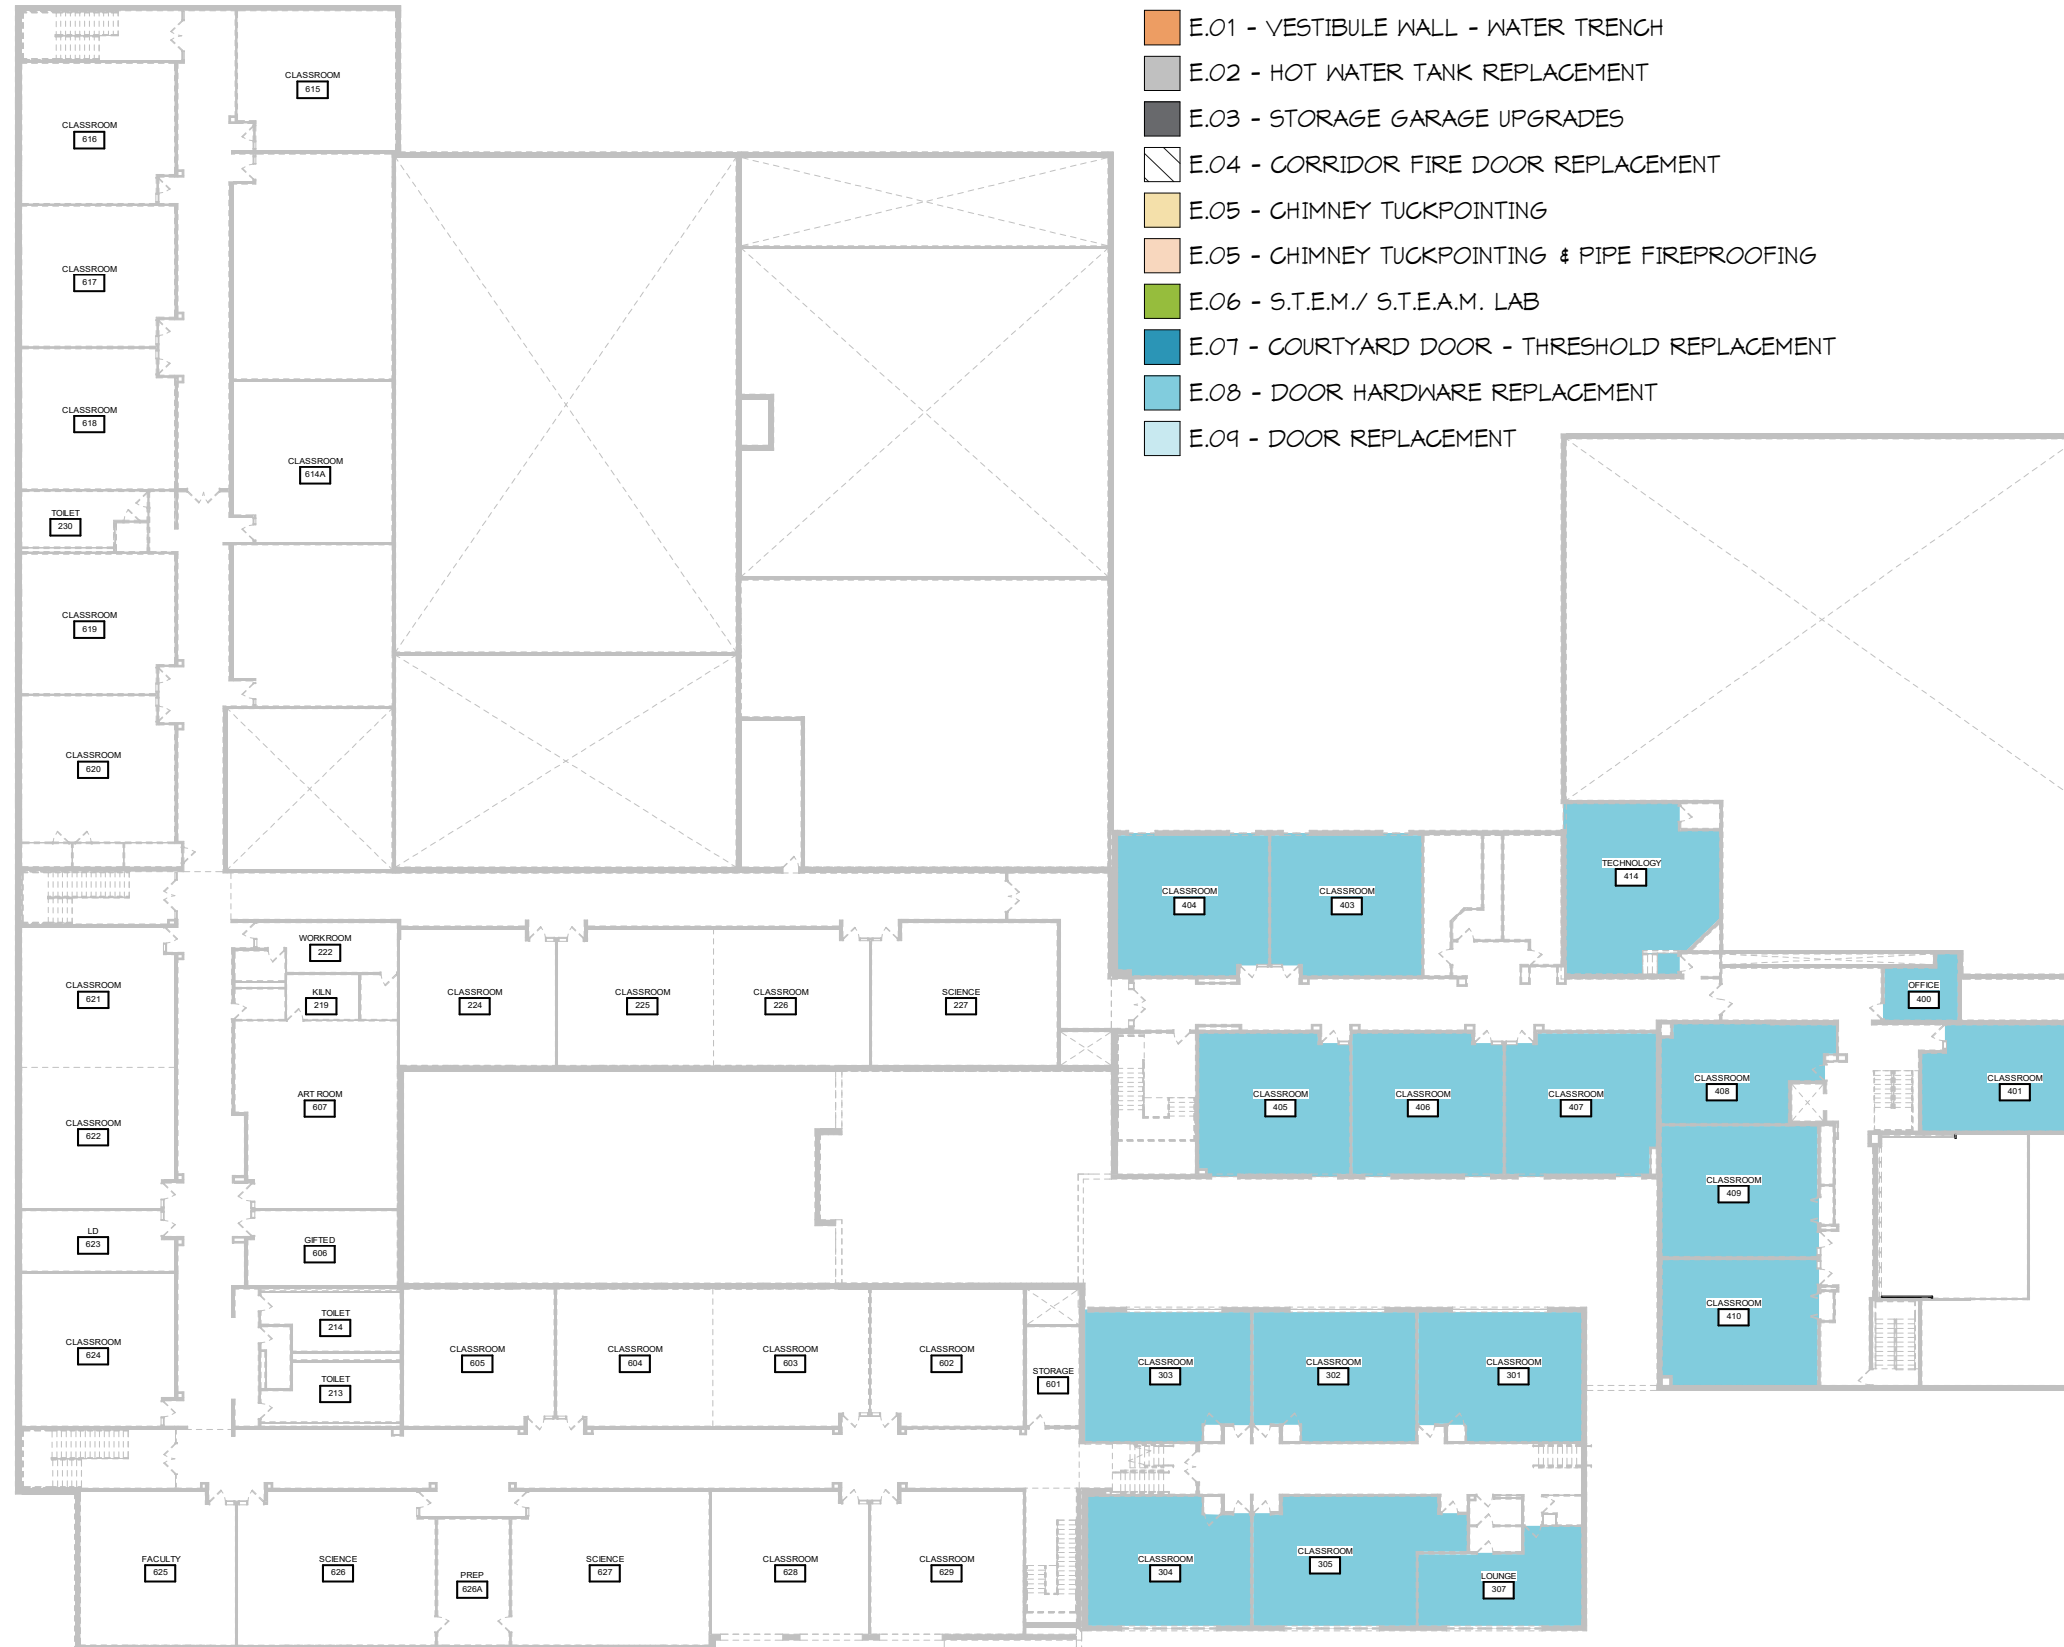 E.01 - VESTIBULE WALL - WATER TRENCH
E.02 - HOT WATER TANK REPLACEMENT
E.03 - STORAGE GARAGE UPGRADES
E.04 - CORRIDOR FIRE DOOR REPLACEMENT
E.05 - CHIMNEY TUCKPOINTING
E.05 - CHIMNEY TUCKPOINTING & PIPE FIREPROOFING
E.06 - S.T.E.M./ S.T.E.A.M. LAB
E.07 - COURTYARD DOOR - THRESHOLD REPLACEMENT
E.08 - DOOR HARDWARE REPLACEMENT
E.09 - DOOR REPLACEMENT
CLASSROOM
615
CLASSROOM
616
CLASSROOM
617
CLASSROOM
618
CLASSROOM
614A
TOILET
230
CLASSROOM
619
CLASSROOM
620
CLASSROOM
404
CLASSROOM
403
TECHNOLOGY
414
WORKROOM
222
CLASSROOM
621
KILN
219
CLASSROOM
224
CLASSROOM
225
CLASSROOM
226
SCIENCE
227
OFFICE
400
CLASSROOM
405
CLASSROOM
406
CLASSROOM
407
CLASSROOM
408
CLASSROOM
401
ART ROOM
607
CLASSROOM
622
CLASSROOM
409
LD
623
GIFTED
606
CLASSROOM
410
TOILET
214
CLASSROOM
624
TOILET
213
CLASSROOM
605
CLASSROOM
604
CLASSROOM
603
CLASSROOM
602
STORAGE
601
CLASSROOM
303
CLASSROOM
302
CLASSROOM
301
FACULTY
625
SCIENCE
626
PREP
626A
SCIENCE
627
CLASSROOM
628
CLASSROOM
629
CLASSROOM
304
CLASSROOM
305
LOUNGE
307